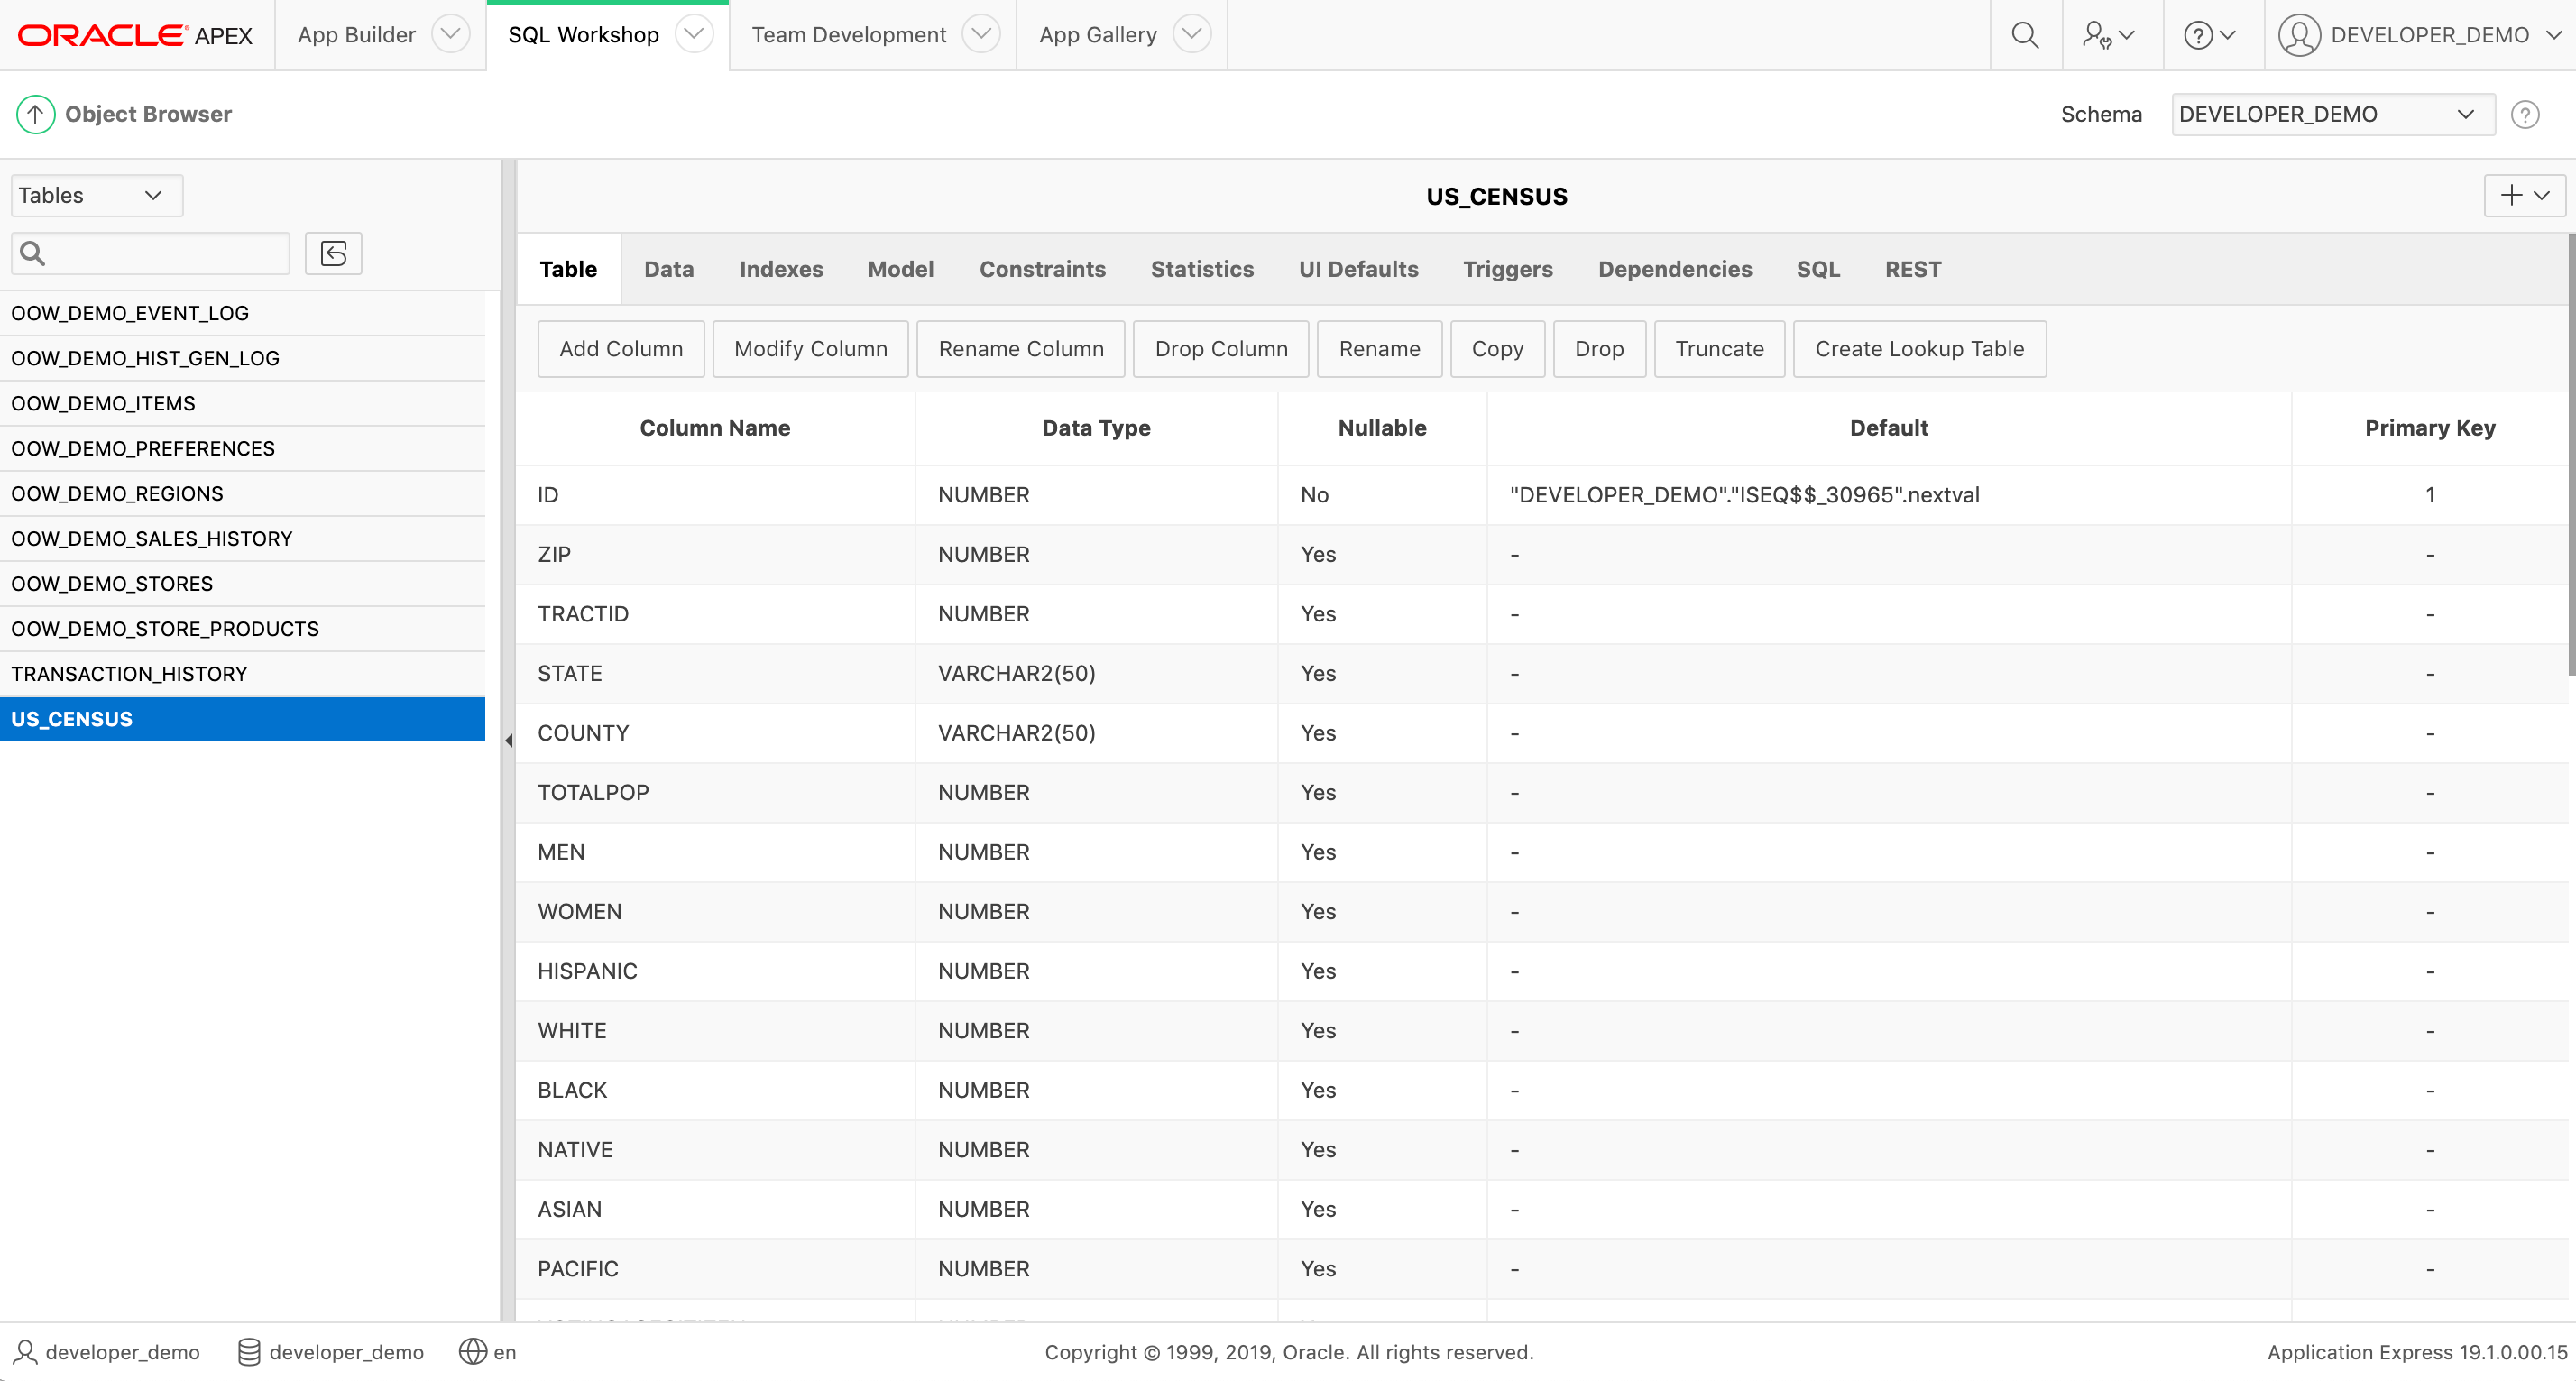 ORACLE APEX App Builder SQL Workshop Team Development App Gallery DEVELOPER_DEMO
Object Browser Schema DEVELOPER_DEMO
Tables
OOW_DEMO_EVENT_LOG
OOW_DEMO_HIST_GEN_LOG
OOW_DEMO_ITEMS
OOW_DEMO_PREFERENCES
OOW_DEMO_REGIONS
OOW_DEMO_SALES_HISTORY
OOW_DEMO_STORES
OOW_DEMO_STORE_PRODUCTS
TRANSACTION_HISTORY
US_CENSUS
US_CENSUS
Table Data Indexes Model Constraints Statistics UI Defaults Triggers Dependencies SQL REST
Add Column Modify Column Rename Column Drop Column Rename Copy Drop Truncate Create Lookup Table
Column Name Data Type Nullable Default Primary Key
ID NUMBER No "DEVELOPER_DEMO"."ISEQ$$_30965".nextval 1
ZIP NUMBER Yes - -
TRACTID NUMBER Yes - -
STATE VARCHAR2(50) Yes - -
COUNTY VARCHAR2(50) Yes - -
TOTALPOP NUMBER Yes - -
MEN NUMBER Yes - -
WOMEN NUMBER Yes - -
HISPANIC NUMBER Yes - -
WHITE NUMBER Yes - -
BLACK NUMBER Yes - -
NATIVE NUMBER Yes - -
ASIAN NUMBER Yes - -
PACIFIC NUMBER Yes - -
developer_demo developer_demo en Copyright © 1999, 2019, Oracle. All rights reserved. Application Express 19.1.0.00.15